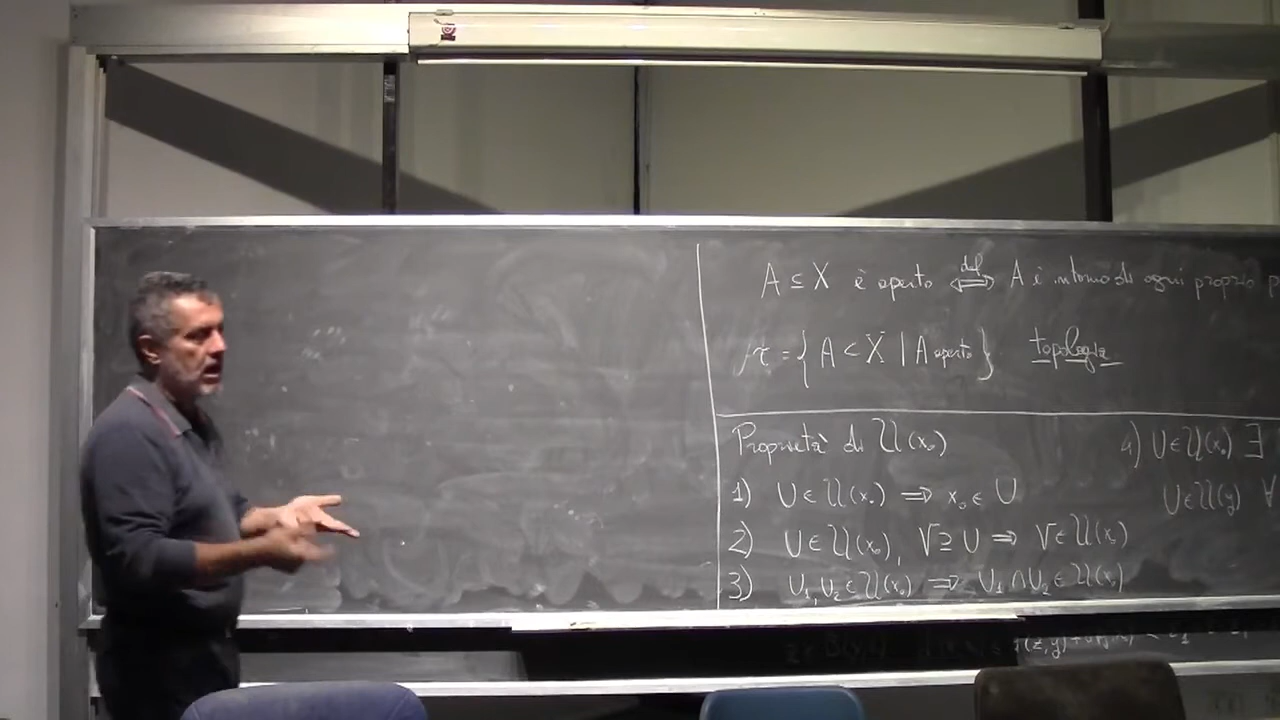 A ⊆ X è aperto ⟺ def A è intorno di ogni proprio p
τ = { A ⊂ X | A aperto } topologia
Proprietà di U(x₀)
1) U ∈ U(x₀) ⟹ x₀ ∈ U
2) U ∈ U(x₀), V ⊇ U ⟹ V ∈ U(x₀)
3) U₁, U₂ ∈ U(x₀) ⟹ U₁ ∩ U₂ ∈ U(x₀)
4) U ∈ U(x₀) ∃
U ∈ U(y) ∀